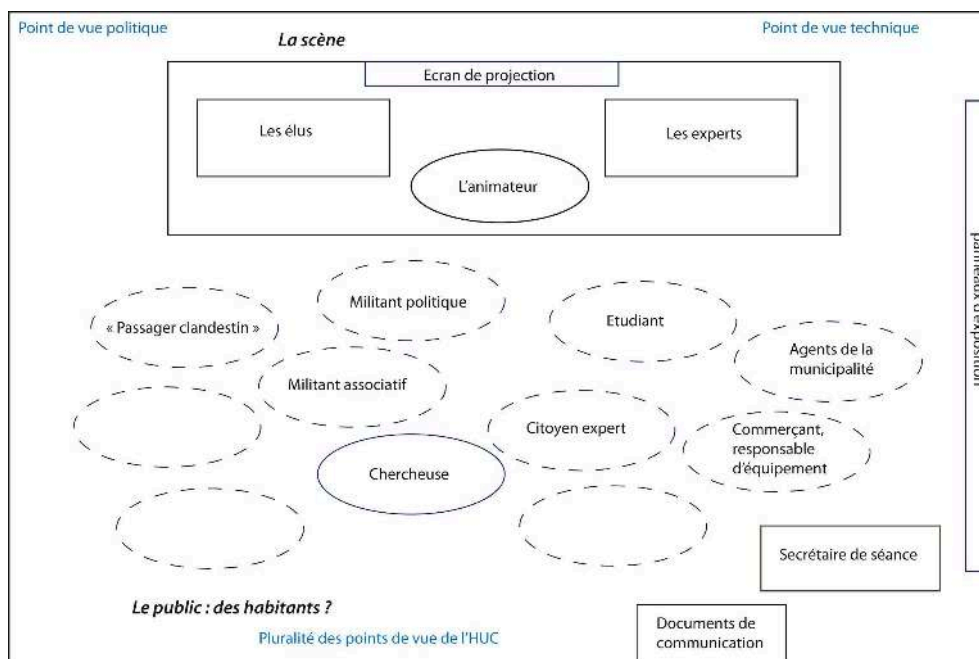 Point de vue politique
Point de vue technique
La scène
Ecran de projection
Les élus
Les experts
L'animateur
Militant politique
« Passager clandestin »
Etudiant
Agents de la
municipalité
Militant associatif
Citoyen expert
Commerçant,
responsable
d'équipement
Chercheuse
Secrétaire de séance
Le public : des habitants ?
Pluralité des points de vue de l'HUC
Documents de
communication
panneaux d'exposition